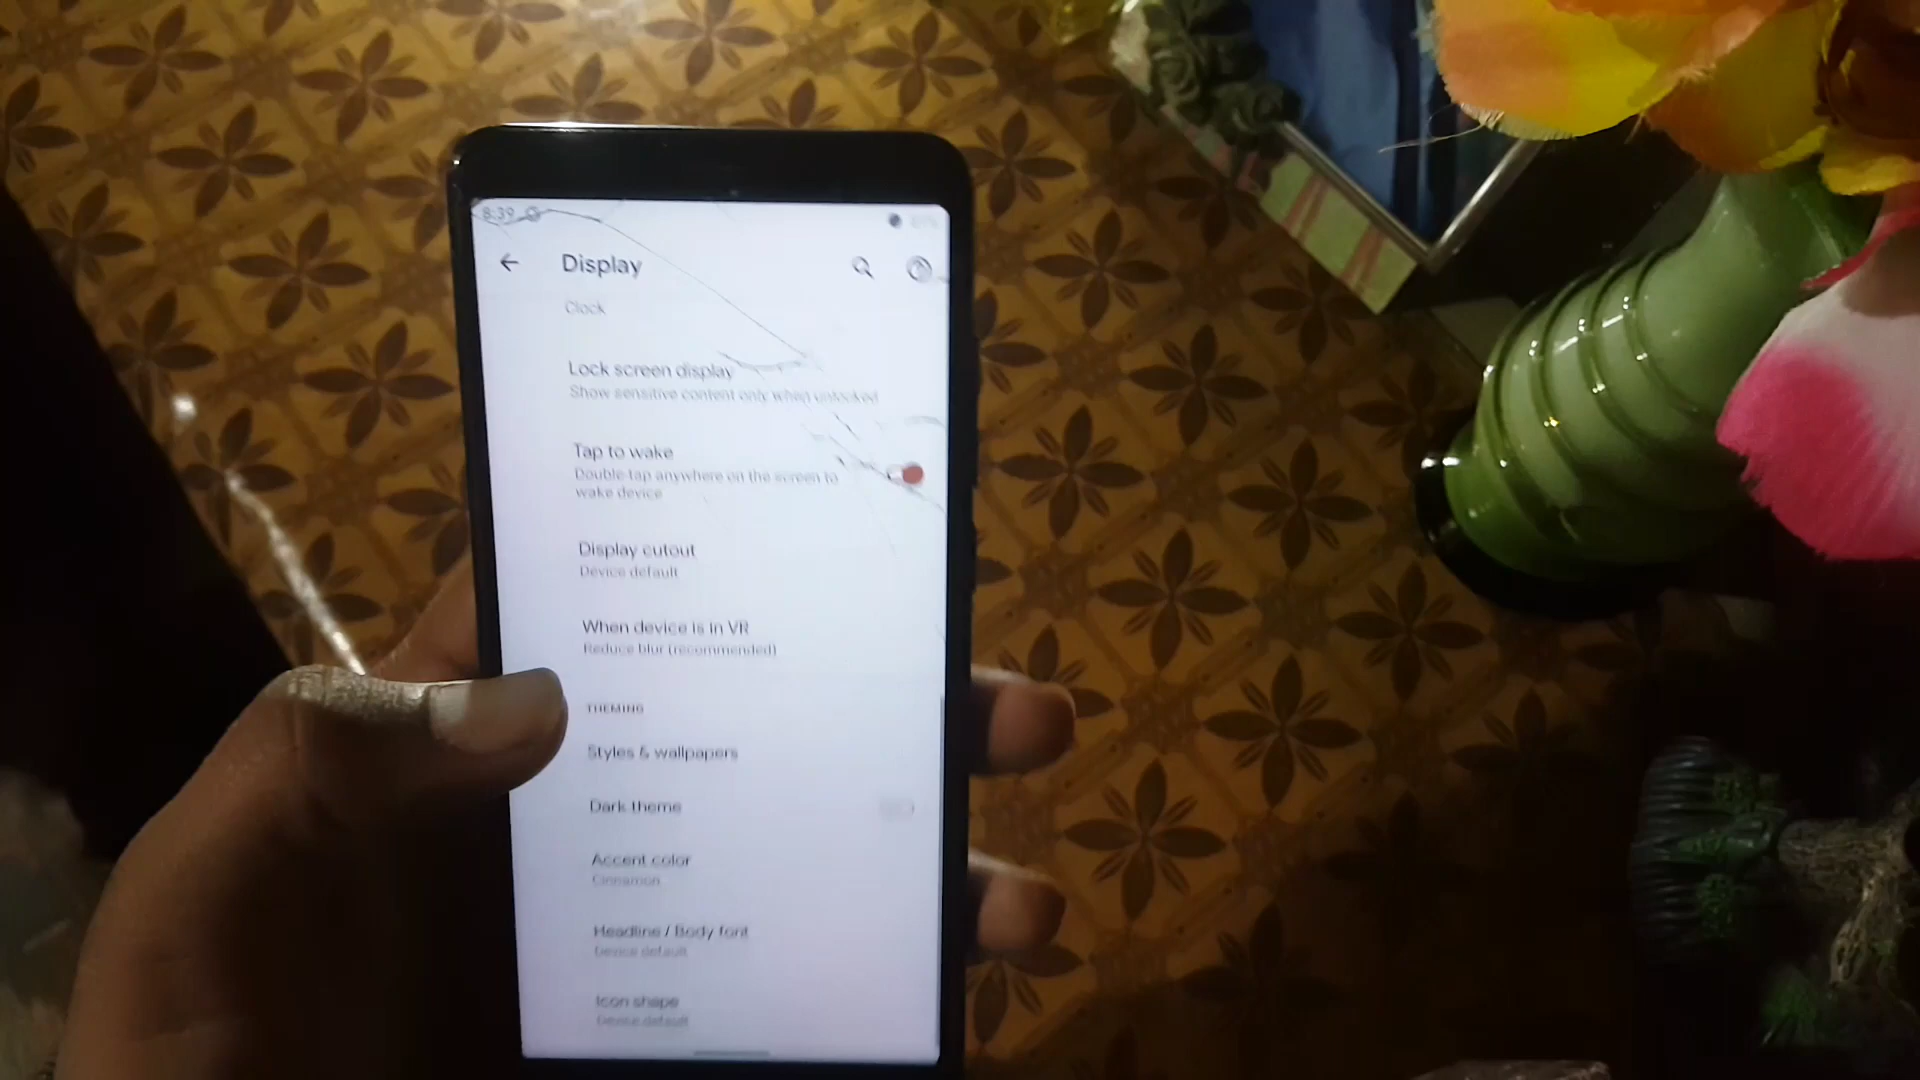 8:39
Display
Clock
Lock screen display
Show sensitive content only when unlocked
Tap to wake
Double-tap anywhere on the screen to
wake device
Display cutout
Device default
When device is in VR
Reduce blur (recommended)
THEMING
Styles & wallpapers
Dark theme
Accent color
Cinnamon
Headline / Body font
Device default
Icon shape
Device default